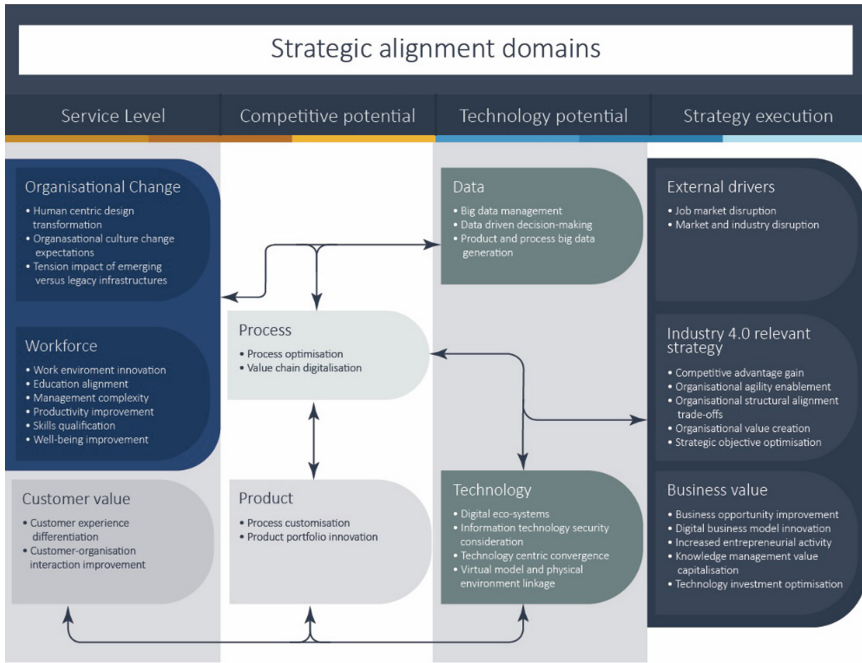 Strategic alignment domains
Service Level
Competitive potential
Technology potential
Strategy execution
Organisational Change
• Human centric design
transformation
• Organasational culture change
expectations
• Tension impact of emerging
versus legacy infrastructures
Workforce
• Work enviroment innovation
• Education alignment
• Management complexity
• Productivity improvement
• Skills qualification
• Well-being improvement
Customer value
• Customer experience
differentiation
• Customer-organisation
interaction improvement
Process
• Process optimisation
• Value chain digitalisation
Product
• Process customisation
• Product portfolio innovation
Data
• Big data management
• Data driven decision-making
• Product and process big data
generation
Technology
• Digital eco-systems
• Information technology security
consideration
• Technology centric convergence
• Virtual model and physical
environment linkage
External drivers
• Job market disruption
• Market and industry disruption
Industry 4.0 relevant
strategy
• Competitive advantage gain
• Organisational agility enablement
• Organisational structural alignment
trade-offs
• Organisational value creation
• Strategic objective optimisation
Business value
• Business opportunity improvement
• Digital business model innovation
• Increased entrepreneurial activity
• Knowledge management value
capitalisation
• Technology investment optimisation